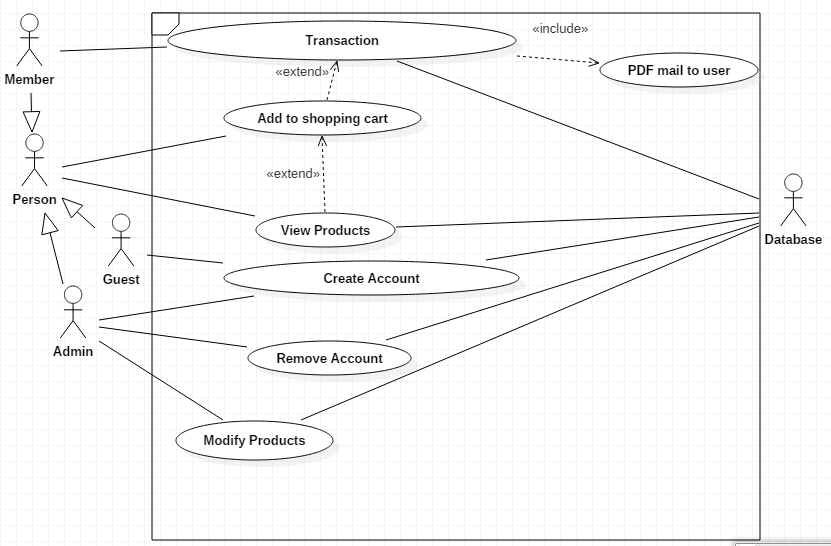 Transaction
«include»
PDF mail to user
Member
«extend»
Add to shopping cart
Person
«extend»
View Products
Database
Guest
Create Account
Admin
Remove Account
Modify Products